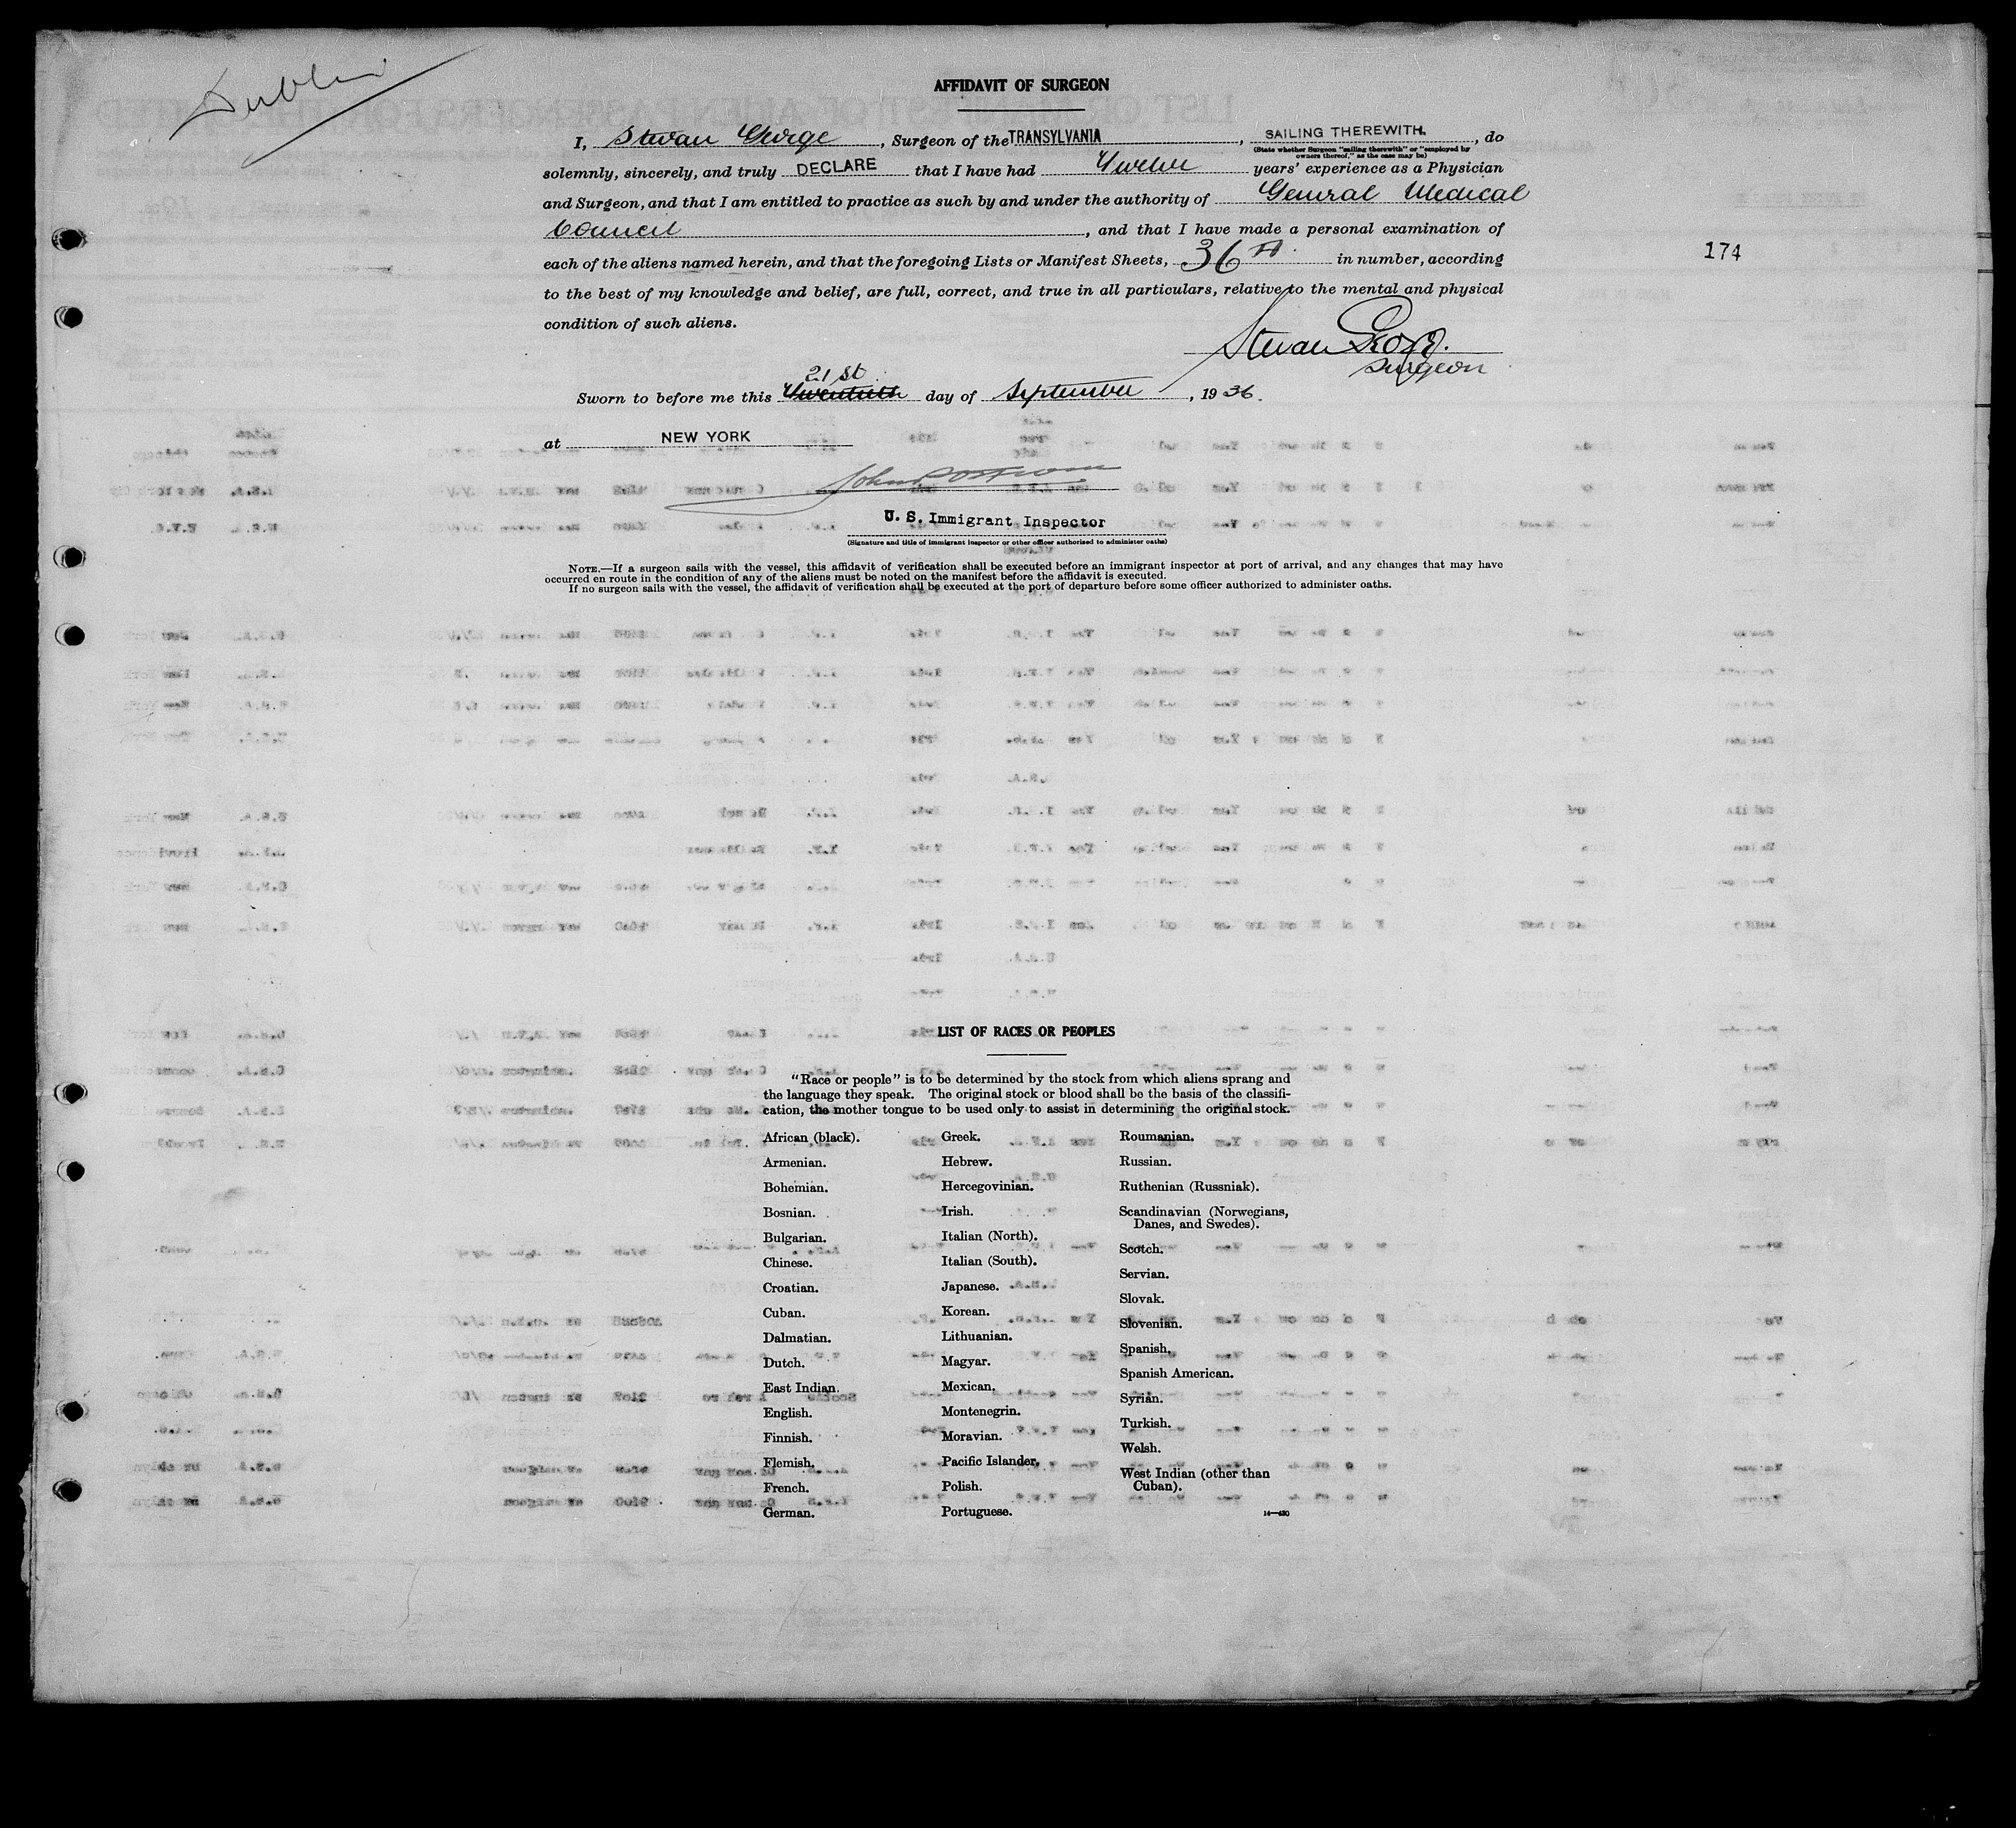 Dublin
AFFIDAVIT OF SURGEON
I, Stewan George, Surgeon of the TRANSYLVANIA, SAILING THEREWITH, do
(State whether Surgeon "sailing therewith" or "employed by
owners thereof," as the case may be)
solemnly, sincerely, and truly DECLARE that I have had Twelve years' experience as a Physician
and Surgeon, and that I am entitled to practice as such by and under the authority of General Medical
Council, and that I have made a personal examination of
174
each of the aliens named herein, and that the foregoing Lists or Manifest Sheets, 36 in number, according
to the best of my knowledge and belief, are full, correct, and true in all particulars, relative to the mental and physical
condition of such aliens.
Stewan George.
Surgeon
21st
Sworn to before me this Twentieth day of September, 1936.
at NEW YORK
U. S. Immigrant Inspector
(Signature and title of immigrant inspector or other officer authorized to administer oaths)
NOTE.—If a surgeon sails with the vessel, this affidavit of verification shall be executed before an immigrant inspector at port of arrival, and any changes that may have
occurred en route in the condition of any of the aliens must be noted on the manifest before the affidavit is executed.
If no surgeon sails with the vessel, the affidavit of verification shall be executed at the port of departure before some officer authorized to administer oaths.
LIST OF RACES OR PEOPLES
"Race or people" is to be determined by the stock from which aliens sprang and
the language they speak. The original stock or blood shall be the basis of the classifi-
cation, the mother tongue to be used only to assist in determining the original stock.
African (black).
Armenian.
Bohemian.
Bosnian.
Bulgarian.
Chinese.
Croatian.
Cuban.
Dalmatian.
Dutch.
East Indian.
English.
Finnish.
Flemish.
French.
German.
Greek.
Hebrew.
Hercegovinian.
Irish.
Italian (North).
Italian (South).
Japanese.
Korean.
Lithuanian.
Magyar.
Mexican.
Montenegrin.
Moravian.
Pacific Islander.
Polish.
Portuguese.
Roumanian.
Russian.
Ruthenian (Russniak).
Scandinavian (Norwegians,
Danes, and Swedes).
Scotch.
Servian.
Slovak.
Slovenian.
Spanish.
Spanish American.
Syrian.
Turkish.
Welsh.
West Indian (other than
Cuban).
14—430